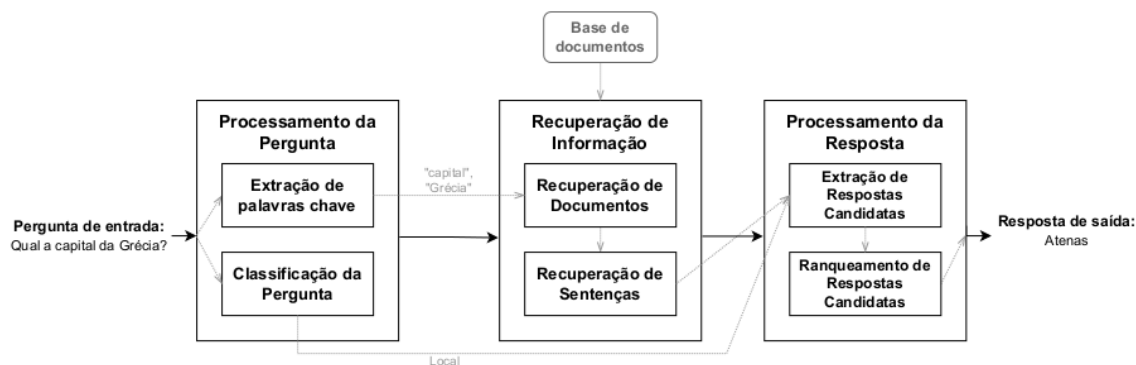 Base de
documentos
Processamento da
Pergunta
Recuperação de
Informação
Processamento da
Resposta
Extração de
palavras chave
"capital",
"Grécia"
Recuperação de
Documentos
Extração de
Respostas
Candidatas
Pergunta de entrada:
Qual a capital da Grécia?
Resposta de saída:
Atenas
Classificação da
Pergunta
Recuperação de
Sentenças
Ranqueamento de
Respostas
Candidatas
Local